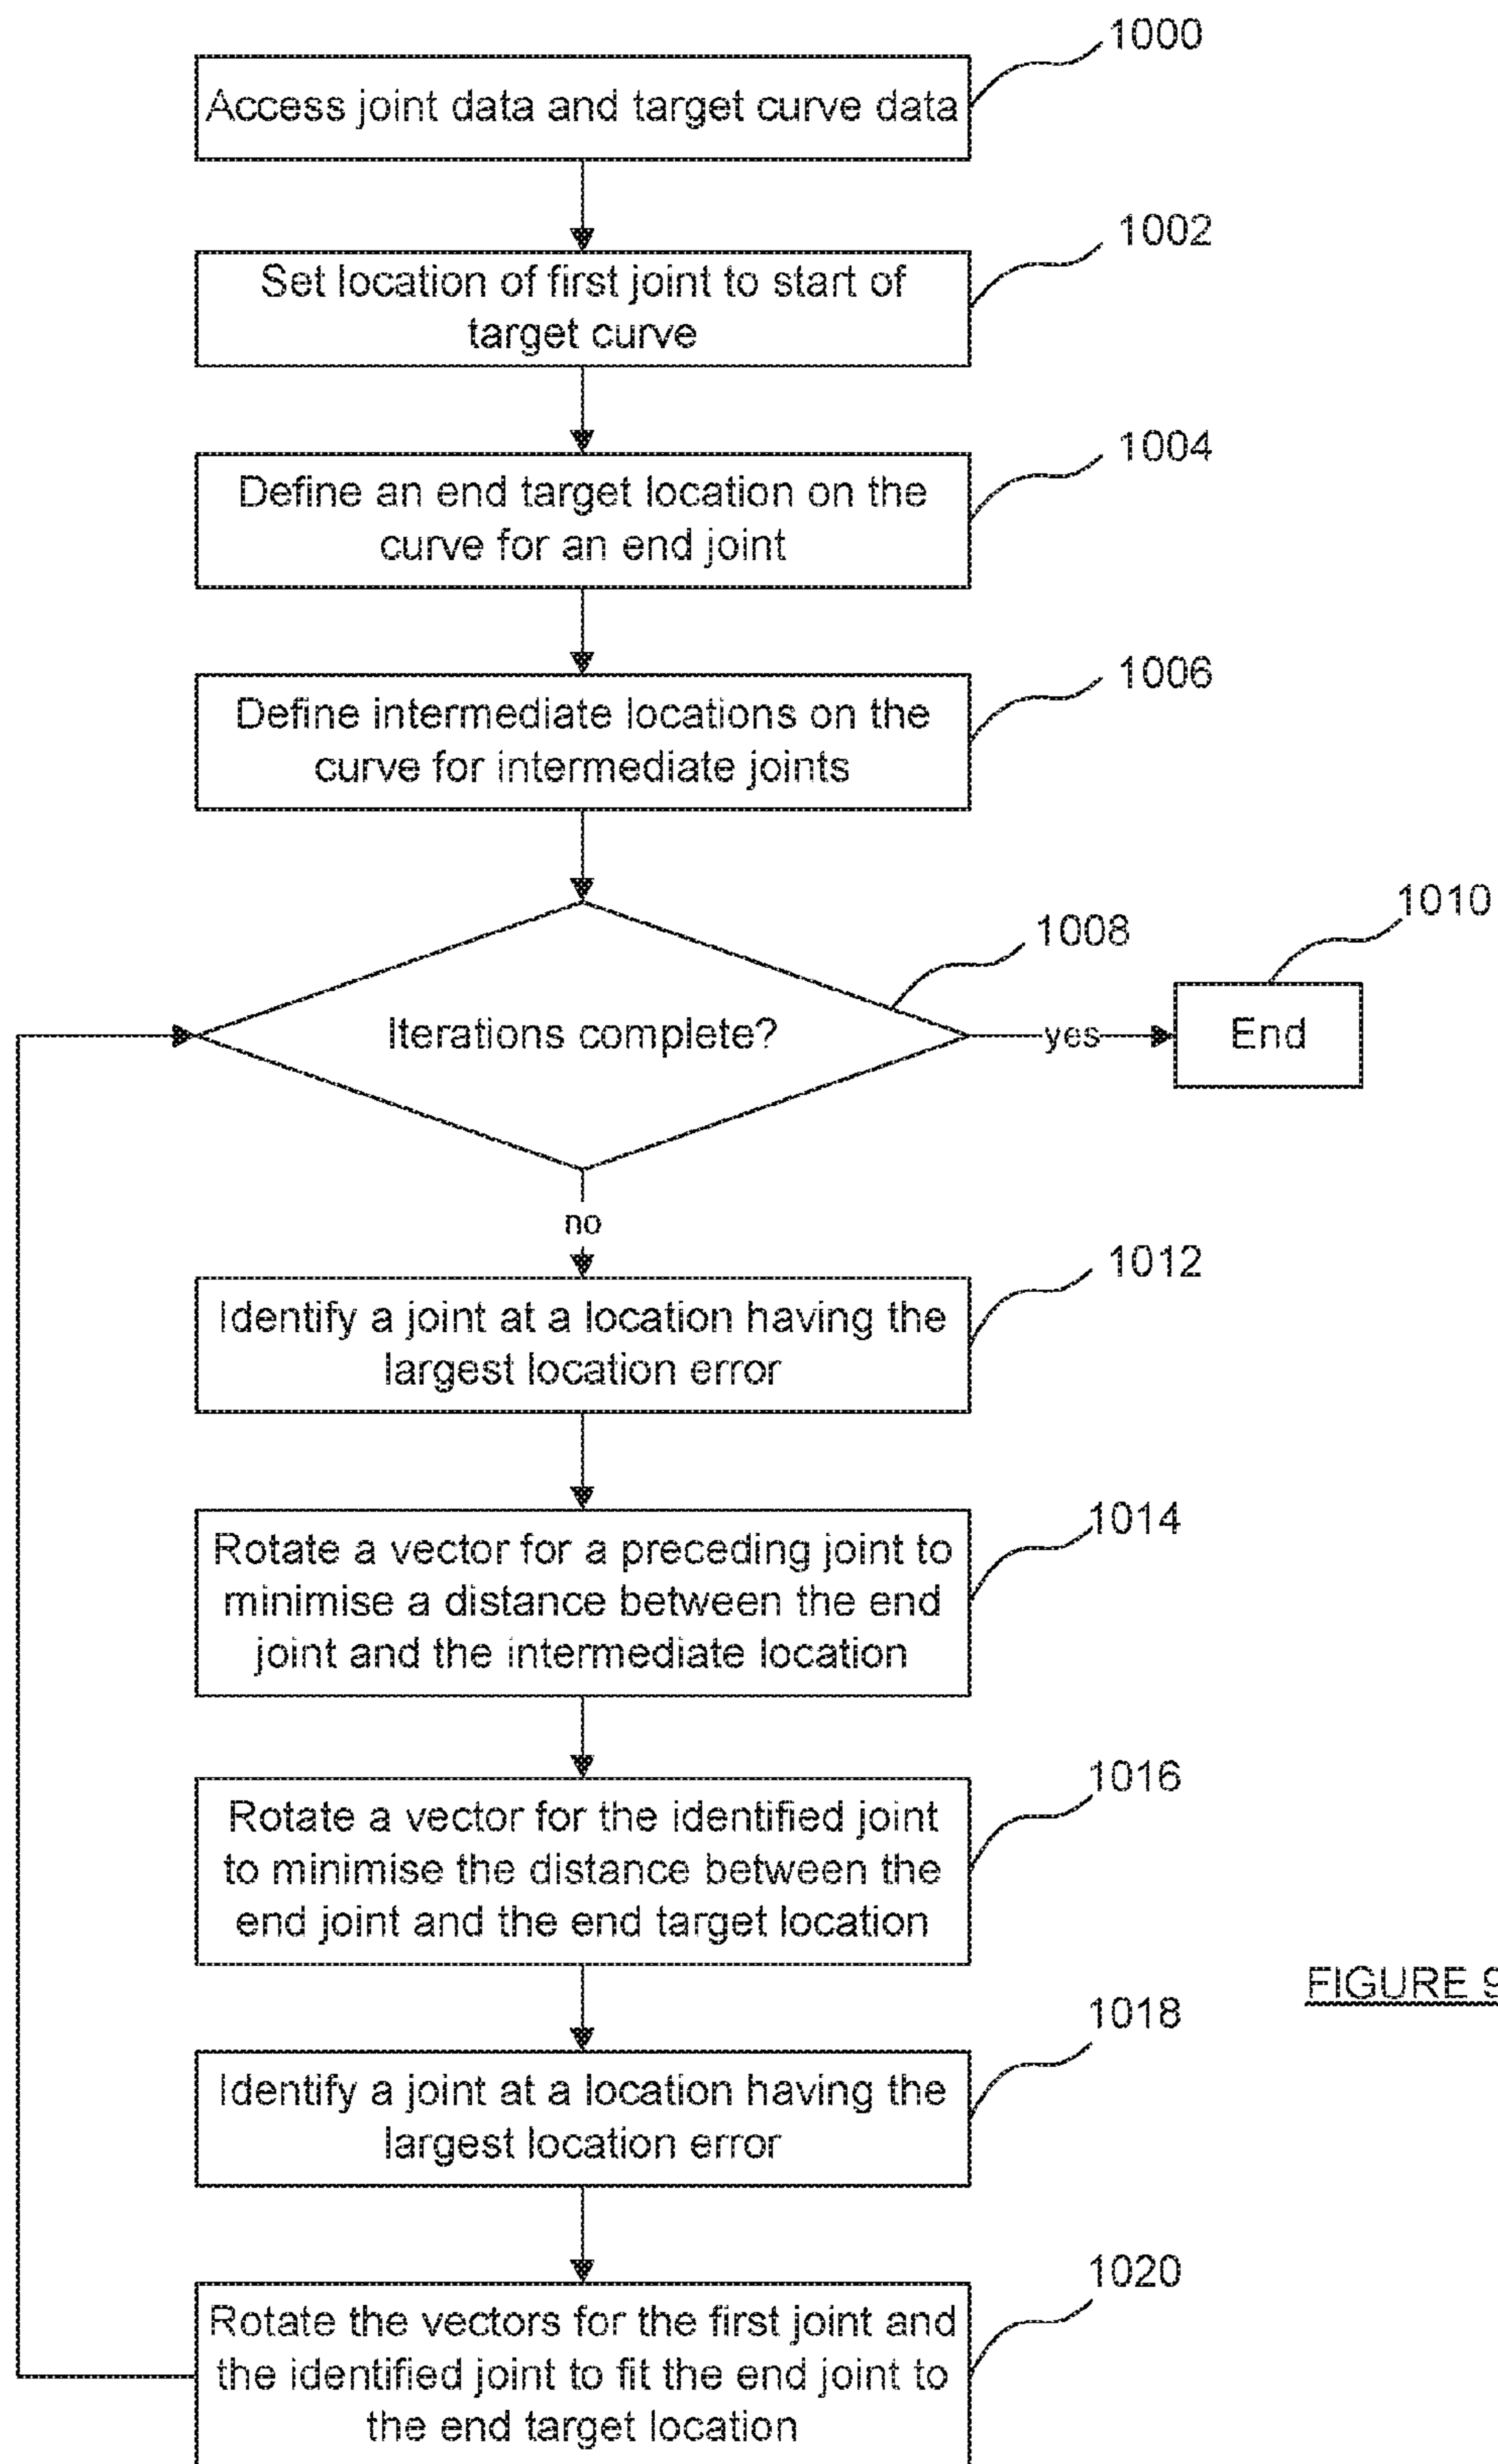 1000
Access joint data and target curve data
1002
Set location of first joint to start of
target curve
1004
Define an end target location on the
curve for an end joint
1006
Define intermediate locations on the
curve for intermediate joints
1008
1010
Iterations complete?
yes
End
no
1012
Identify a joint at a location having the
largest location error
1014
Rotate a vector for a preceding joint to
minimise a distance between the end
joint and the intermediate location
1016
Rotate a vector for the identified joint
to minimise the distance between the
end joint and the end target location
FIGURE 9
1018
Identify a joint at a location having the
largest location error
1020
Rotate the vectors for the first joint and
the identified joint to fit the end joint to
the end target location